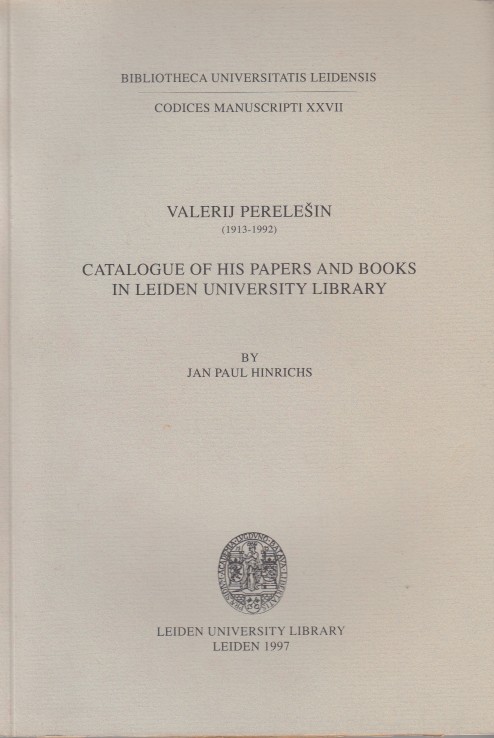 BIBLIOTHECA UNIVERSITATIS LEIDENSIS
CODICES MANUSCRIPTI XXVII
VALERIJ PERELEŠIN
(1913-1992)
CATALOGUE OF HIS PAPERS AND BOOKS
IN LEIDEN UNIVERSITY LIBRARY
BY
JAN PAUL HINRICHS
LEIDEN UNIVERSITY LIBRARY
LEIDEN 1997